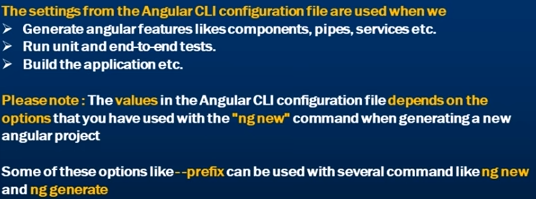 The settings from the Angular CLI configuration file are used when we
➤ Generate angular features likes components, pipes, services etc.
➤ Run unit and end-to-end tests.
➤ Build the application etc.
Please note : The values in the Angular CLI configuration file depends on the
options that you have used with the "ng new" command when generating a new
angular project
Some of these options like --prefix can be used with several command like ng new
and ng generate